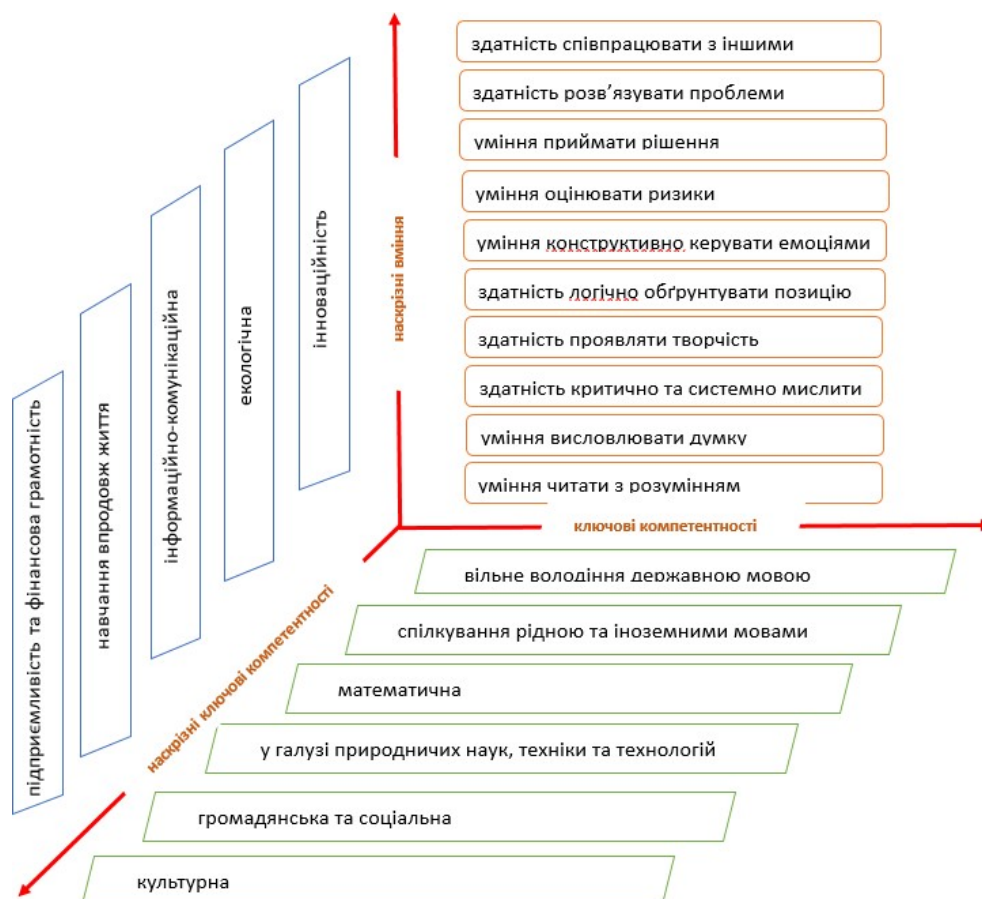 здатність співпрацювати з іншими
здатність розв’язувати проблеми
уміння приймати рішення
уміння оцінювати ризики
уміння конструктивно керувати емоціями
здатність логічно обґрунтувати позицію
здатність проявляти творчість
здатність критично та системно мислити
уміння висловлювати думку
уміння читати з розумінням
наскрізні вміння
інноваційність
екологічна
інформаційно-комунікаційна
навчання впродовж життя
підприємливість та фінансова грамотність
ключові компетентності
наскрізні ключові компетентності
вільне володіння державною мовою
спілкування рідною та іноземними мовами
математична
у галузі природничих наук, техніки та технологій
громадянська та соціальна
культурна